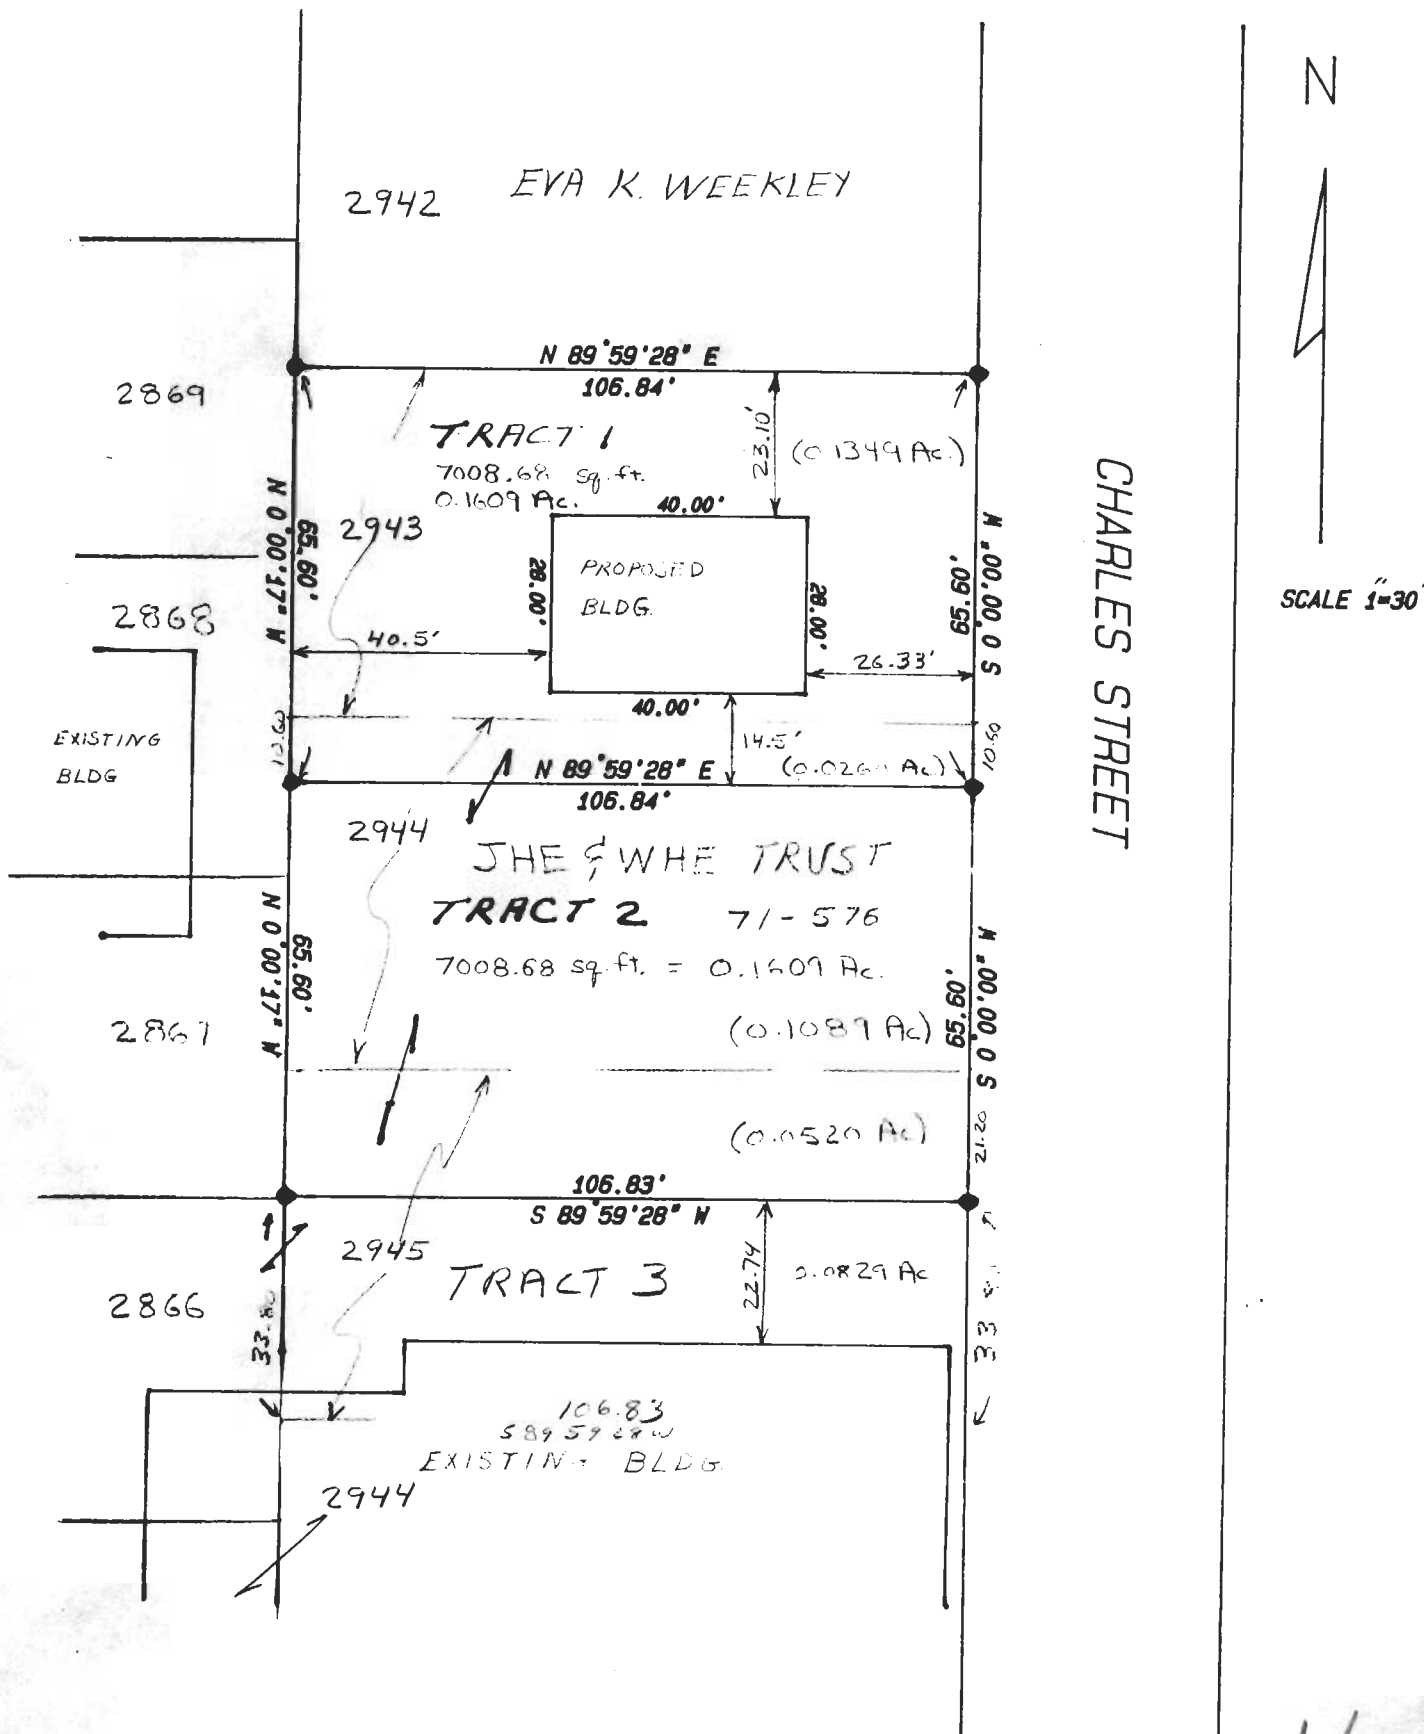 N
SCALE 1"=30'
EVA K. WEEKLEY
2942
2869
N 89°59'28" E
106.84'
TRACT 1
7008.68 sq. ft.
0.1609 Ac.
23.10'
(0.1349 Ac.)
2943
40.00'
28.00'
PROPOSED
BLDG.
28.00'
40.00'
N 0°00'17" W
65.60'
S 0°00'00" W
65.60'
CHARLES STREET
2868
40.5'
26.33'
EXISTING
BLDG
10.60
14.5'
10.60
N 89°59'28" E
106.84'
(0.0260 Ac)
2944
JHE & WHE TRUST
TRACT 2 71-576
7008.68 sq. ft. = 0.1609 Ac.
N 0°00'17" W
65.60'
S 0°00'00" W
65.60'
2867
(0.1089 Ac)
(0.0520 Ac)
21.20
106.83'
S 89°59'28" W
2945
TRACT 3
22.74
0.0829 Ac
2866
33.80
33
106.83
S 89 59 28 W
EXISTING BLDG.
2944